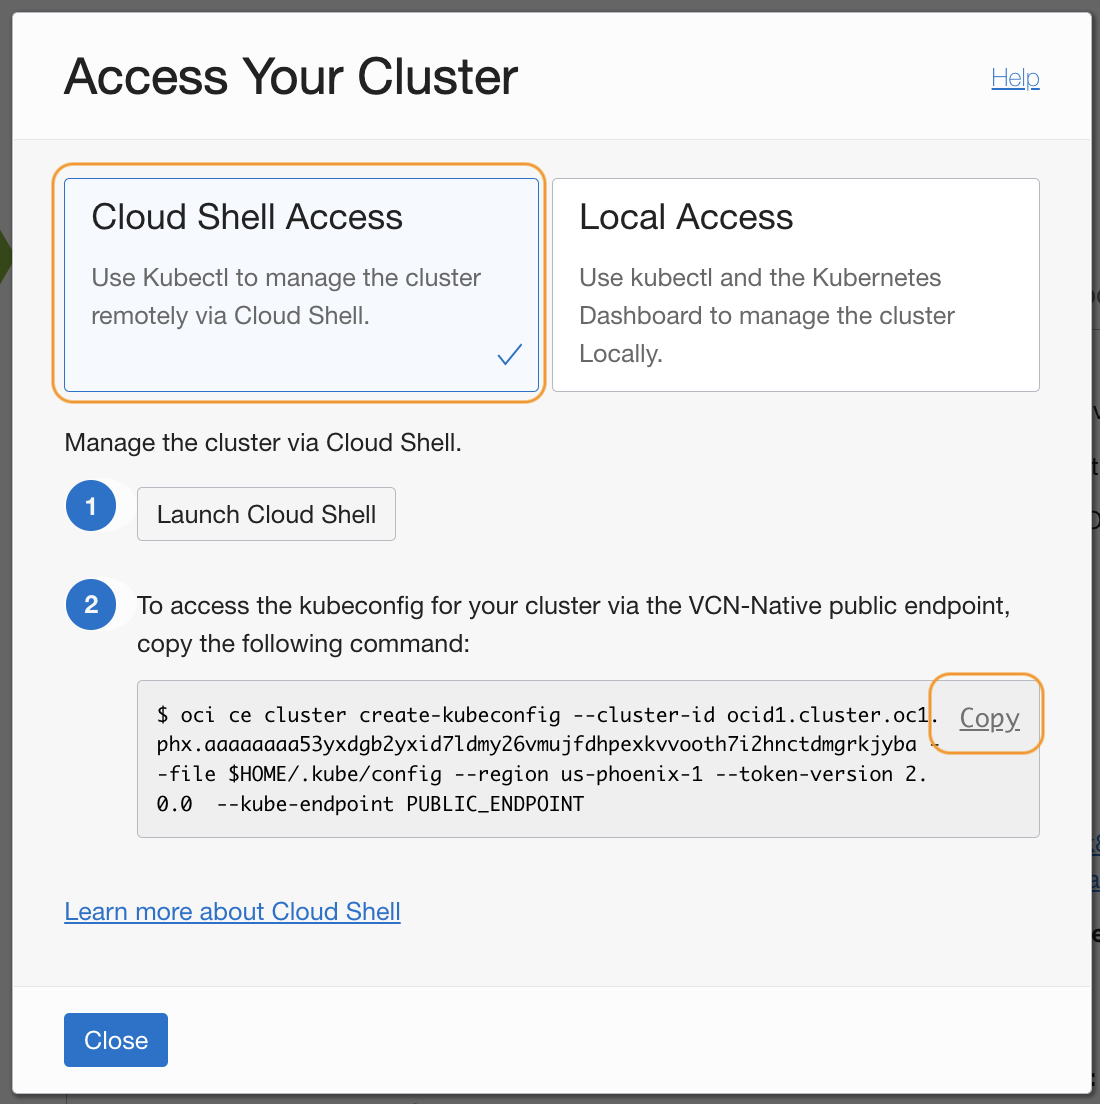 Access Your Cluster
Help
Cloud Shell Access
Use Kubectl to manage the cluster
remotely via Cloud Shell.
Local Access
Use kubectl and the Kubernetes
Dashboard to manage the cluster
Locally.
Manage the cluster via Cloud Shell.
1
Launch Cloud Shell
2
To access the kubeconfig for your cluster via the VCN-Native public endpoint,
copy the following command:
$ oci ce cluster create-kubeconfig --cluster-id ocid1.cluster.oc1.
phx.aaaaaaaa53yxdgb2yxid7ldmy26vmujfdhpexkvvooth7i2hnctdmgrkjyba -
-file $HOME/.kube/config --region us-phoenix-1 --token-version 2.
0.0  --kube-endpoint PUBLIC_ENDPOINT
Copy
Learn more about Cloud Shell
Close